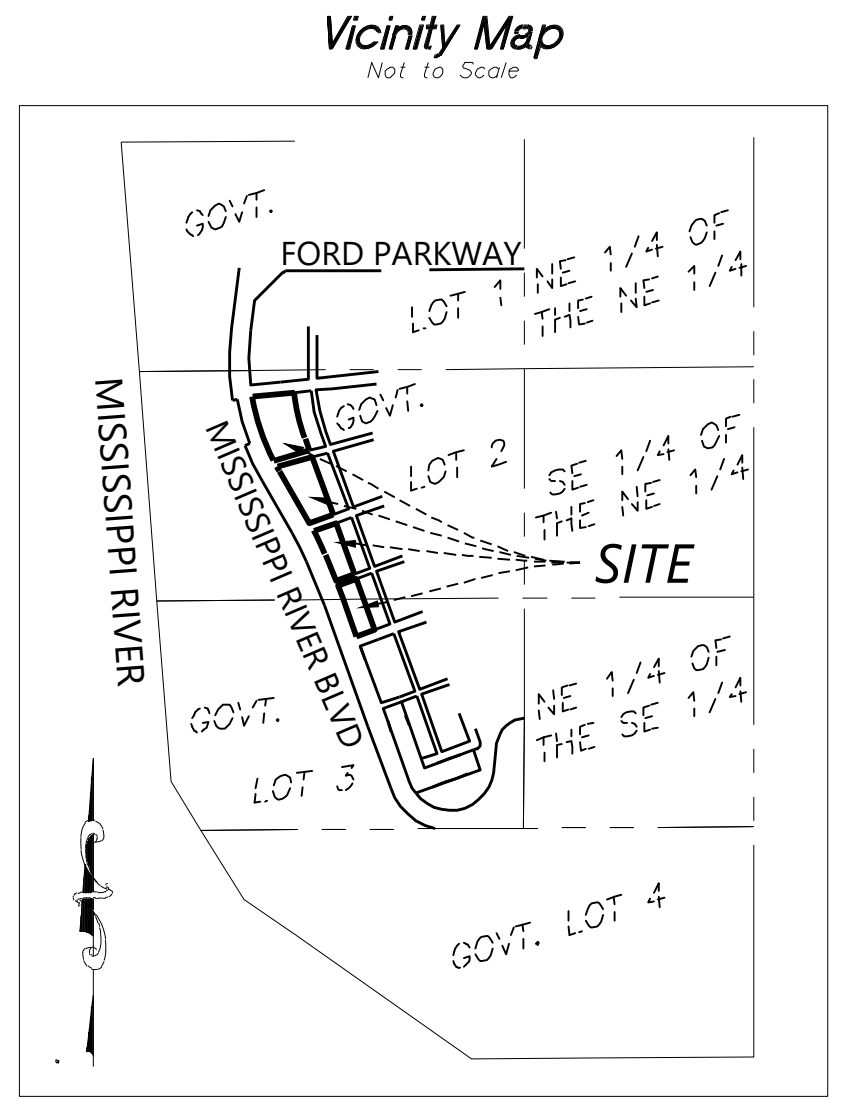 Vicinity Map
Not to Scale
GOVT.
LOT 1
FORD PARKWAY
NE 1/4 OF
THE NE 1/4
MISSISSIPPI RIVER
MISSISSIPPI RIVER BLVD
GOVT.
LOT 2
SE 1/4 OF
THE NE 1/4
SITE
GOVT.
LOT 3
NE 1/4 OF
THE SE 1/4
GOVT. LOT 4